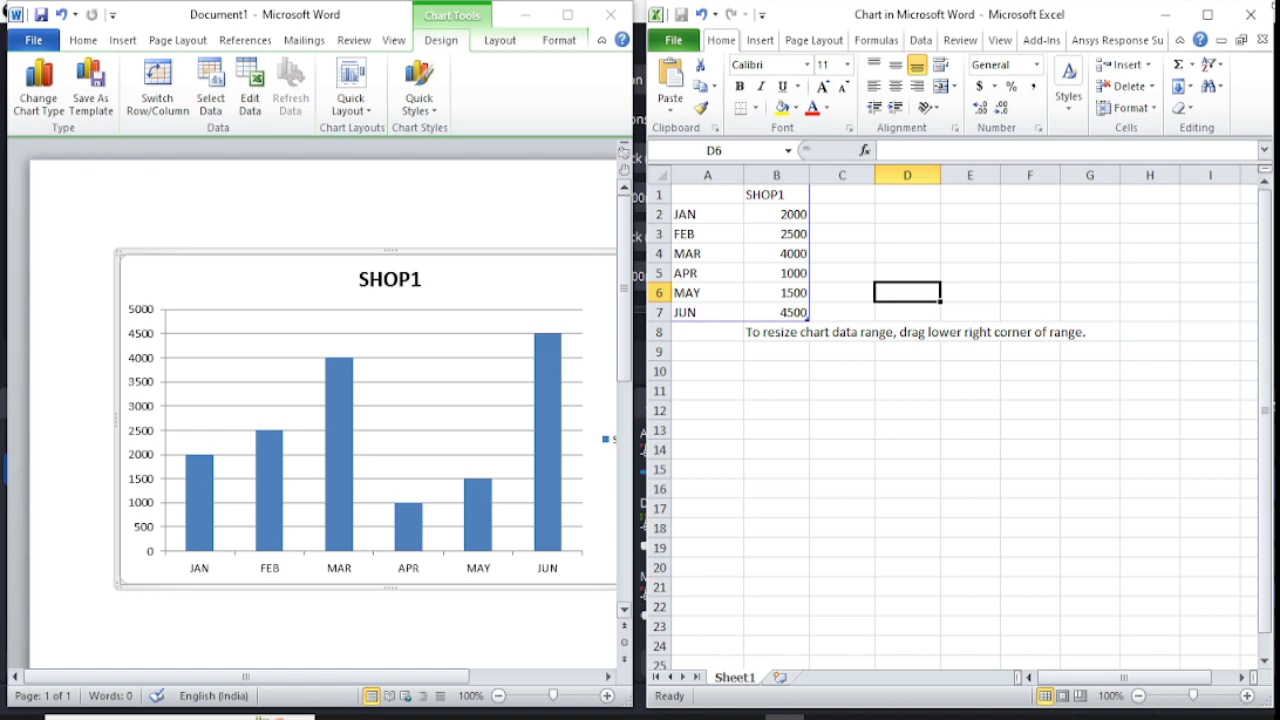 Document1 - Microsoft Word
Chart Tools
File Home Insert Page Layout References Mailings Review View Design Layout Format
Change Chart Type
Save As Template
Type
Switch Row/Column
Select Data
Edit Data
Refresh Data
Data
Quick Layout
Chart Layouts
Quick Styles
Chart Styles
SHOP1
5000
4500
4000
3500
3000
2500
2000
1500
1000
500
0
JAN FEB MAR APR MAY JUN
Page: 1 of 1 Words: 0 English (India) 100%
Chart in Microsoft Word - Microsoft Excel
File Home Insert Page Layout Formulas Data Review View Add-Ins Ansys Response Su
Paste
Clipboard
Calibri 11
B I U
Font
Alignment
General
$ % ,
Number
Styles
Insert
Delete
Format
Cells
Editing
D6 fx
A B C D E F G H I
1 SHOP1
2 JAN 2000
3 FEB 2500
4 MAR 4000
5 APR 1000
6 MAY 1500
7 JUN 4500
8 To resize chart data range, drag lower right corner of range.
9
10
11
12
13
14
15
16
17
18
19
20
21
22
23
24
25
Sheet1
Ready 100%